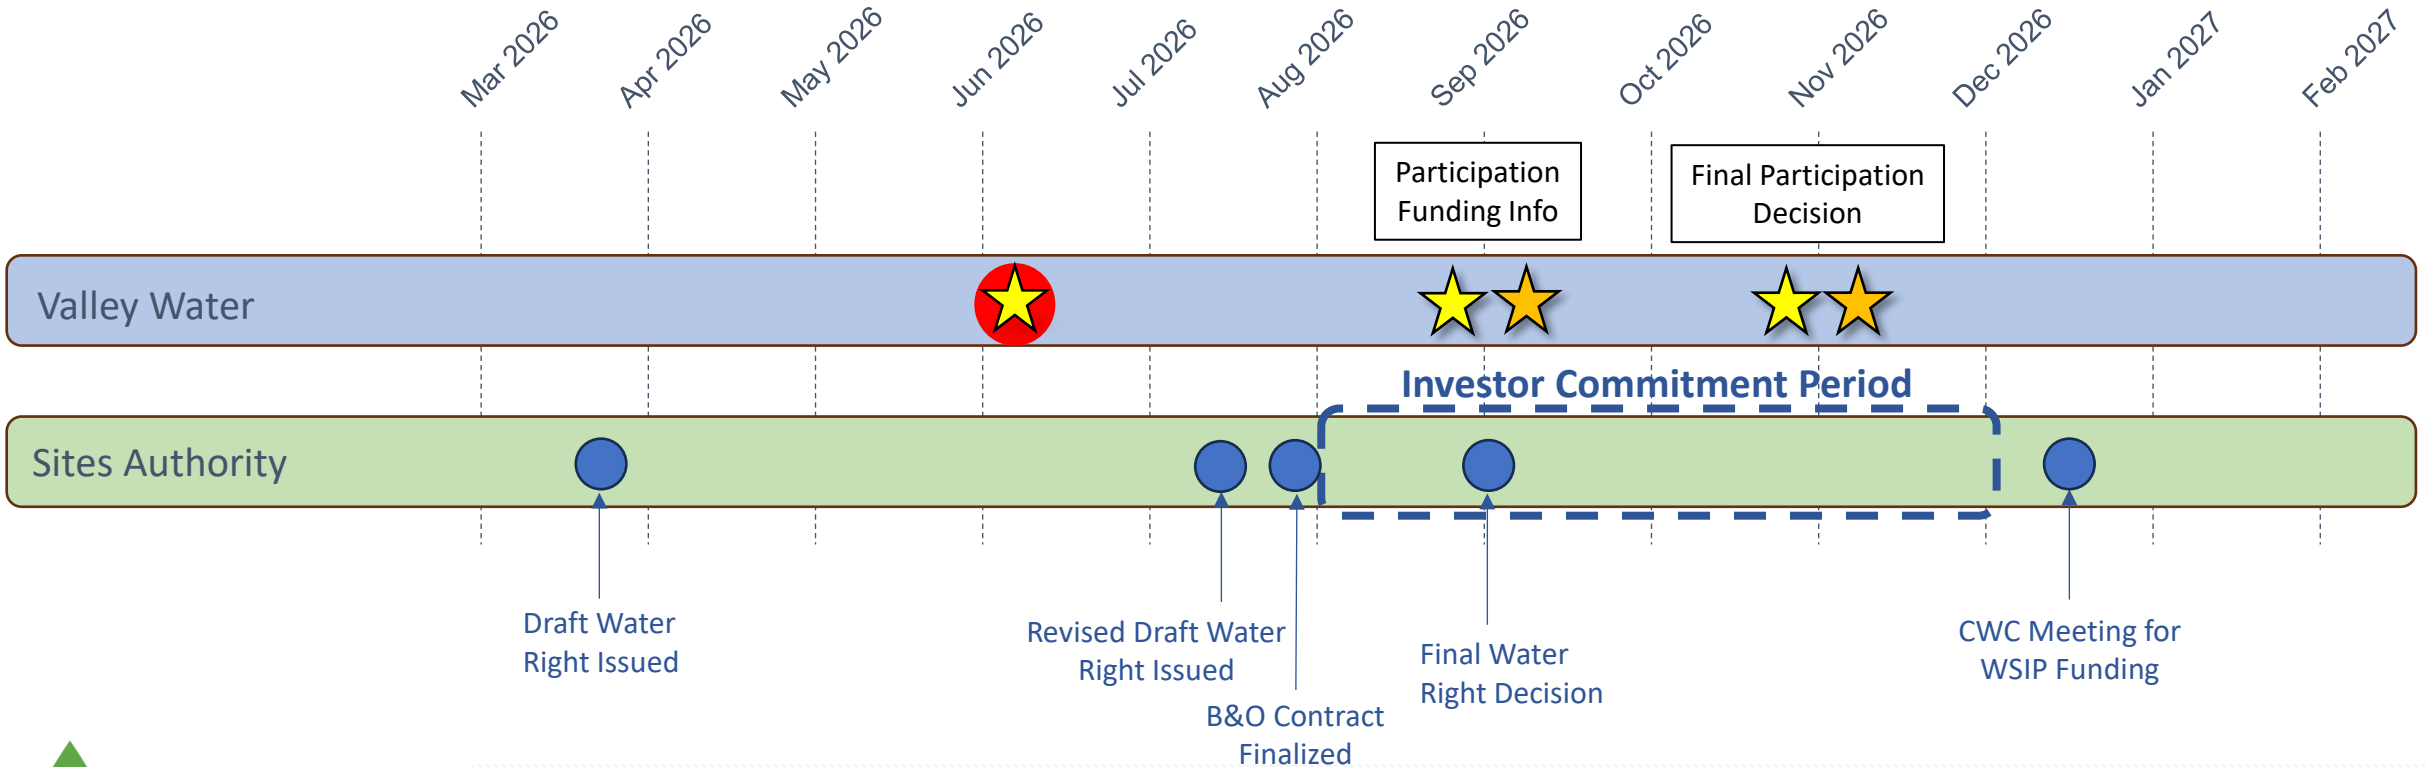 Mar 2026
Apr 2026
May 2026
Jun 2026
Jul 2026
Aug 2026
Sep 2026
Oct 2026
Nov 2026
Dec 2026
Jan 2027
Feb 2027
Participation
Funding Info
Final Participation
Decision
Valley Water
Investor Commitment Period
Sites Authority
Draft Water
Right Issued
Revised Draft Water
Right Issued
B&O Contract
Finalized
Final Water
Right Decision
CWC Meeting for
WSIP Funding